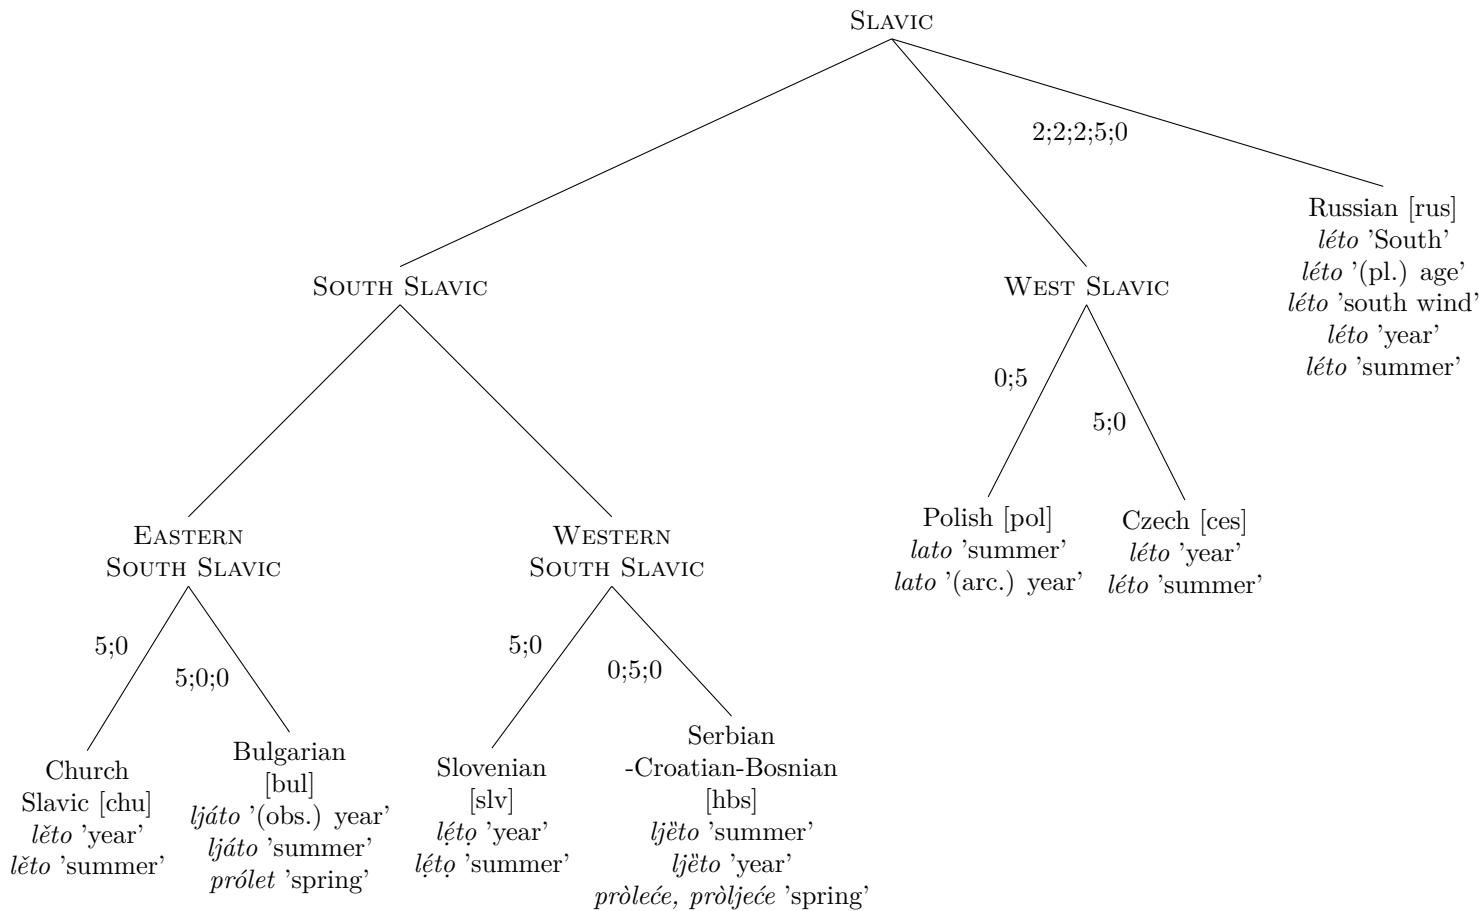 SLAVIC
2;2;2;5;0
Russian [rus]
léto 'South'
léto '(pl.) age'
léto 'south wind'
léto 'year'
léto 'summer'
SOUTH SLAVIC
WEST SLAVIC
0;5
5;0
Polish [pol]
lato 'summer'
lato '(arc.) year'
Czech [ces]
léto 'year'
léto 'summer'
EASTERN
SOUTH SLAVIC
WESTERN
SOUTH SLAVIC
5;0
5;0;0
5;0
0;5;0
Church
Slavic [chu]
lěto 'year'
lěto 'summer'
Bulgarian
[bul]
ljáto '(obs.) year'
ljáto 'summer'
prólet 'spring'
Slovenian
[slv]
lẹ́tọ 'year'
lẹ́tọ 'summer'
Serbian
-Croatian-Bosnian
[hbs]
ljȅto 'summer'
ljȅto 'year'
pròleće, pròljeće 'spring'